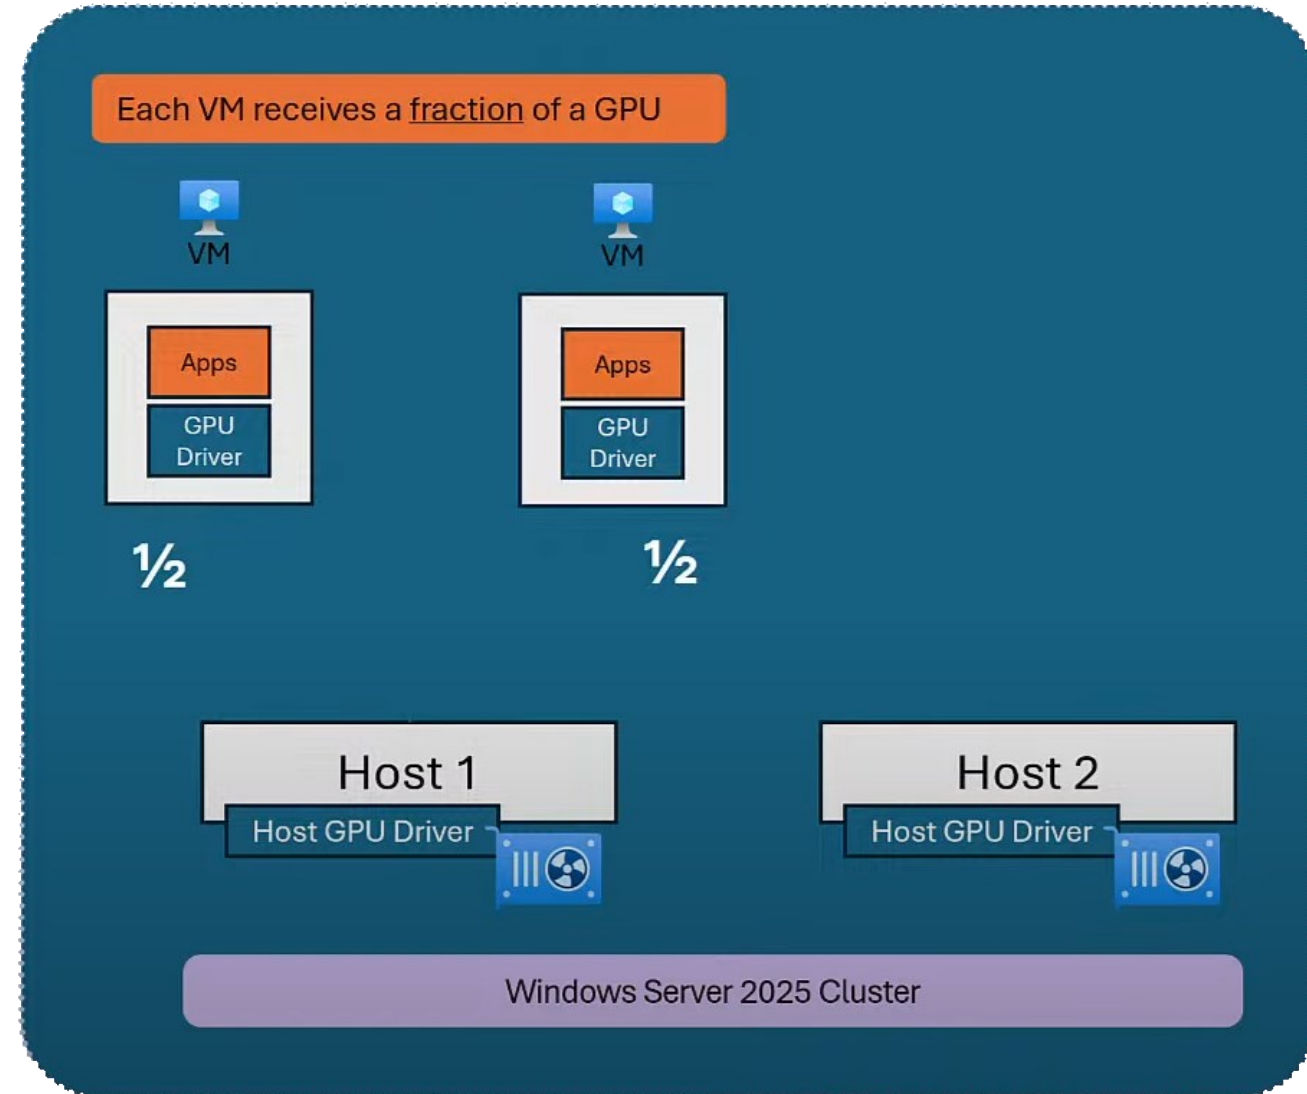 Each VM receives a fraction of a GPU
VM
VM
Apps
GPU
Driver
Apps
GPU
Driver
½
½
Host 1
Host GPU Driver
Host 2
Host GPU Driver
Windows Server 2025 Cluster